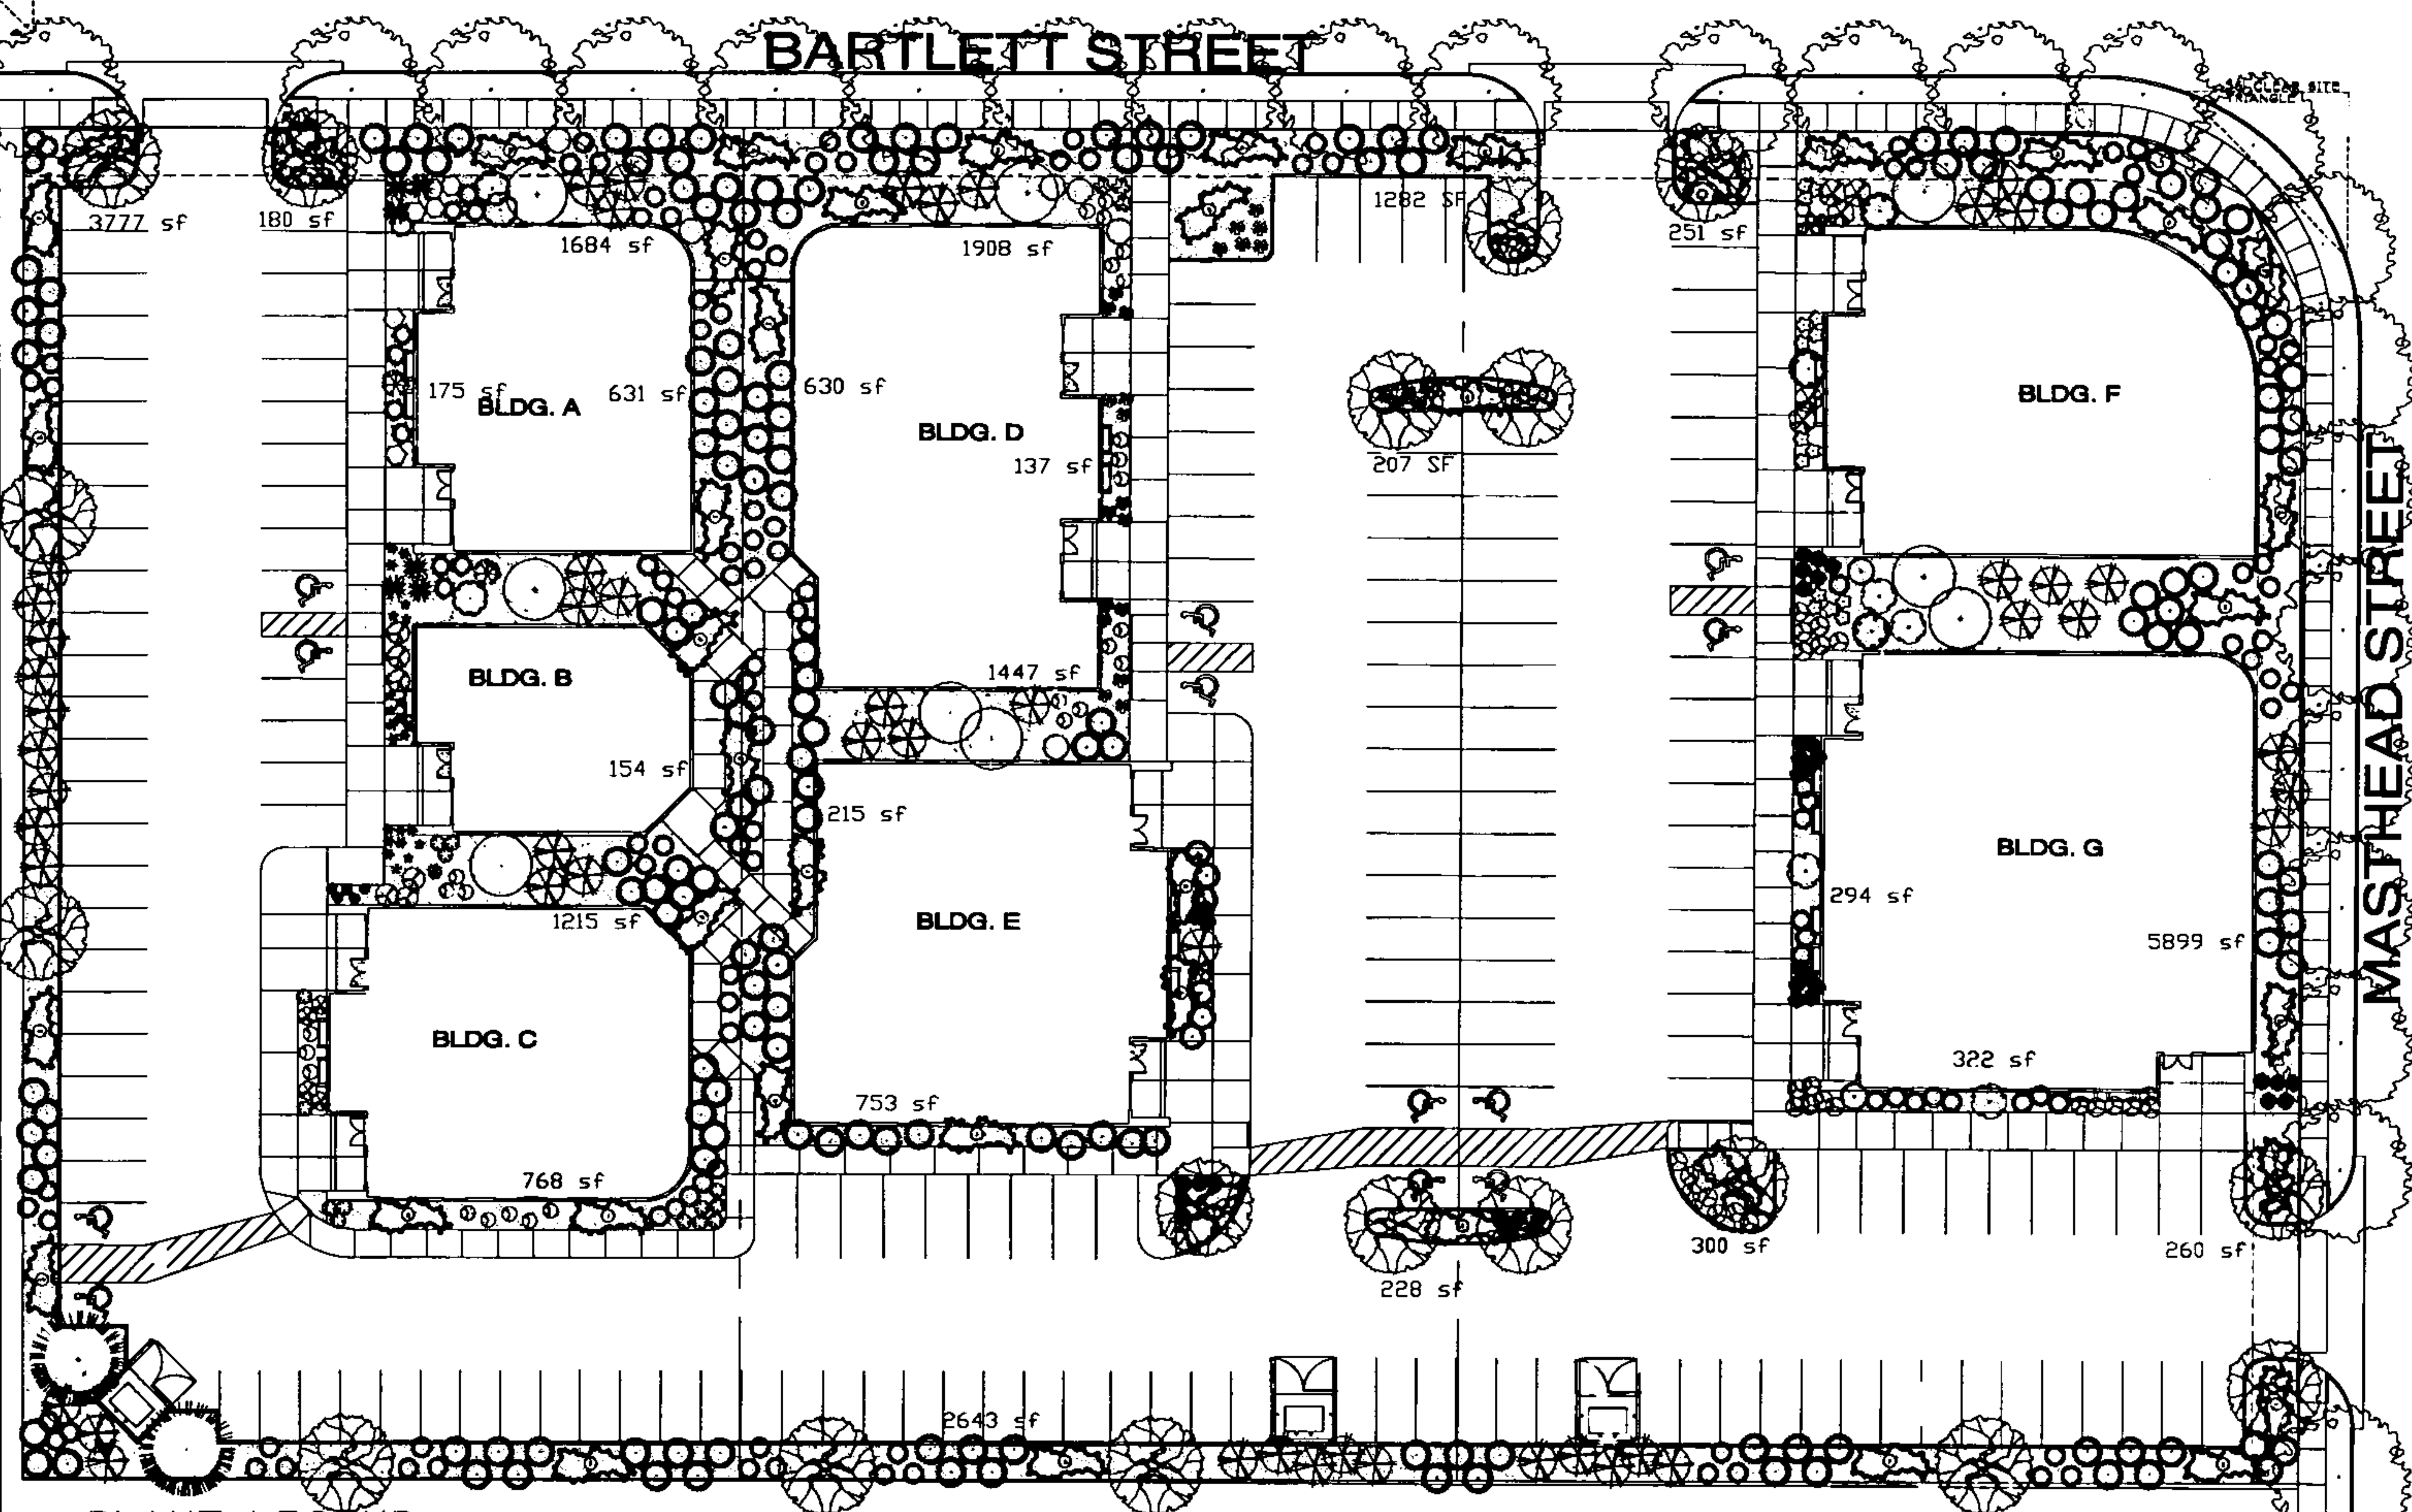 BARTLETT STREET
CLEAR SITE
TRIANGLE
3777 sf
180 sf
1684 sf
1908 sf
1282 SF
251 sf
175 sf
BLDG. A
631 sf
630 sf
BLDG. D
137 sf
207 SF
BLDG. F
MASTHEAD STREET
BLDG. B
1447 sf
154 sf
215 sf
BLDG. G
294 sf
1215 sf
BLDG. E
5899 sf
BLDG. C
753 sf
322 sf
768 sf
300 sf
260 sf
228 sf
2643 sf